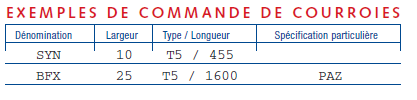 EXEMPLES DE COMMANDE DE COURROIES
Dénomination Largeur Type / Longueur Spécification particulière
SYN 10 T5 / 455
BFX 25 T5 / 1600 PAZ